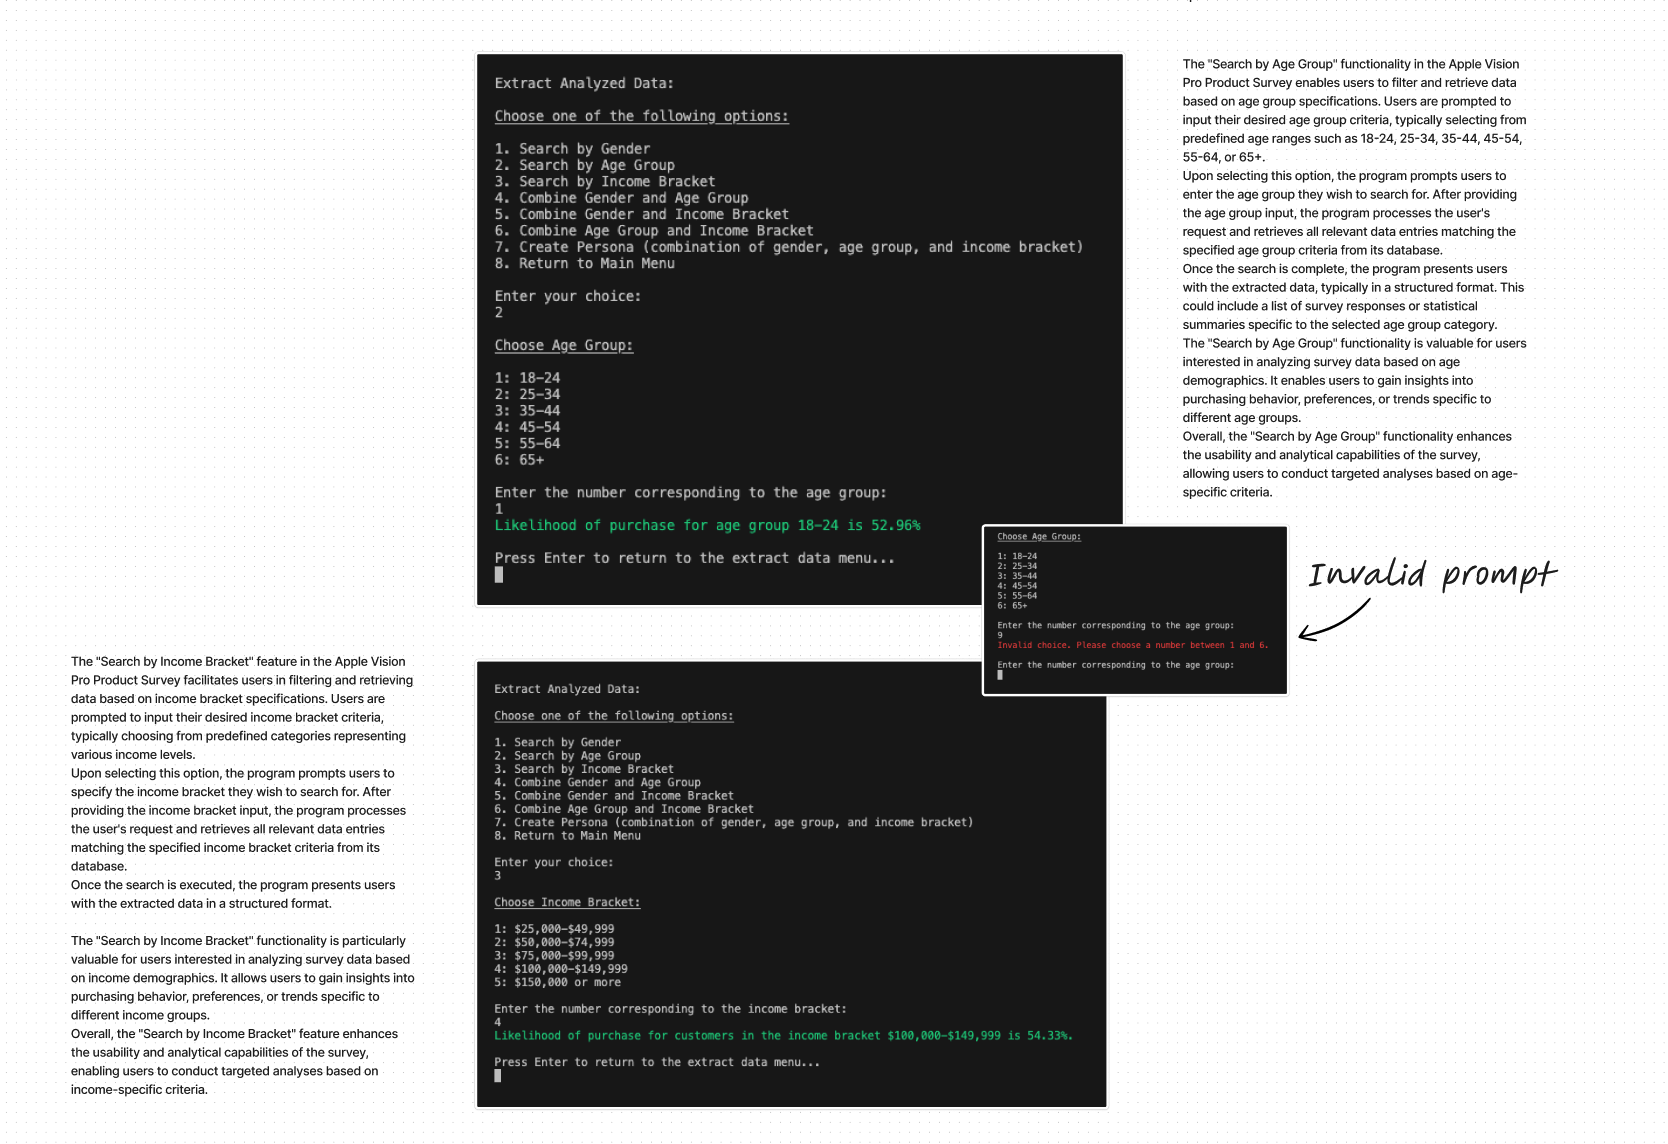 Extract Analyzed Data:
Choose one of the following options:
1. Search by Gender
2. Search by Age Group
3. Search by Income Bracket
4. Combine Gender and Age Group
5. Combine Gender and Income Bracket
6. Combine Age Group and Income Bracket
7. Create Persona (combination of gender, age group, and income bracket)
8. Return to Main Menu
Enter your choice:
2
Choose Age Group:
1: 18-24
2: 25-34
3: 35-44
4: 45-54
5: 55-64
6: 65+
Enter the number corresponding to the age group:
1
Likelihood of purchase for age group 18-24 is 52.96%
Press Enter to return to the extract data menu...
The "Search by Age Group" functionality in the Apple Vision
Pro Product Survey enables users to filter and retrieve data
based on age group specifications. Users are prompted to
input their desired age group criteria, typically selecting from
predefined age ranges such as 18-24, 25-34, 35-44, 45-54,
55-64, or 65+.
Upon selecting this option, the program prompts users to
enter the age group they wish to search for. After providing
the age group input, the program processes the user's
request and retrieves all relevant data entries matching the
specified age group criteria from its database.
Once the search is complete, the program presents users
with the extracted data, typically in a structured format. This
could include a list of survey responses or statistical
summaries specific to the selected age group category.
The "Search by Age Group" functionality is valuable for users
interested in analyzing survey data based on age
demographics. It enables users to gain insights into
purchasing behavior, preferences, or trends specific to
different age groups.
Overall, the "Search by Age Group" functionality enhances
the usability and analytical capabilities of the survey,
allowing users to conduct targeted analyses based on age-
specific criteria.
Choose Age Group:
1: 18-24
2: 25-34
3: 35-44
4: 45-54
5: 55-64
6: 65+
Enter the number corresponding to the age group:
9
Invalid choice. Please choose a number between 1 and 6.
Enter the number corresponding to the age group:
Invalid prompt
The "Search by Income Bracket" feature in the Apple Vision
Pro Product Survey facilitates users in filtering and retrieving
data based on income bracket specifications. Users are
prompted to input their desired income bracket criteria,
typically choosing from predefined categories representing
various income levels.
Upon selecting this option, the program prompts users to
specify the income bracket they wish to search for. After
providing the income bracket input, the program processes
the user's request and retrieves all relevant data entries
matching the specified income bracket criteria from its
database.
Once the search is executed, the program presents users
with the extracted data in a structured format.
The "Search by Income Bracket" functionality is particularly
valuable for users interested in analyzing survey data based
on income demographics. It allows users to gain insights into
purchasing behavior, preferences, or trends specific to
different income groups.
Overall, the "Search by Income Bracket" feature enhances
the usability and analytical capabilities of the survey,
enabling users to conduct targeted analyses based on
income-specific criteria.
Extract Analyzed Data:
Choose one of the following options:
1. Search by Gender
2. Search by Age Group
3. Search by Income Bracket
4. Combine Gender and Age Group
5. Combine Gender and Income Bracket
6. Combine Age Group and Income Bracket
7. Create Persona (combination of gender, age group, and income bracket)
8. Return to Main Menu
Enter your choice:
3
Choose Income Bracket:
1: $25,000-$49,999
2: $50,000-$74,999
3: $75,000-$99,999
4: $100,000-$149,999
5: $150,000 or more
Enter the number corresponding to the income bracket:
4
Likelihood of purchase for customers in the income bracket $100,000-$149,999 is 54.33%.
Press Enter to return to the extract data menu...